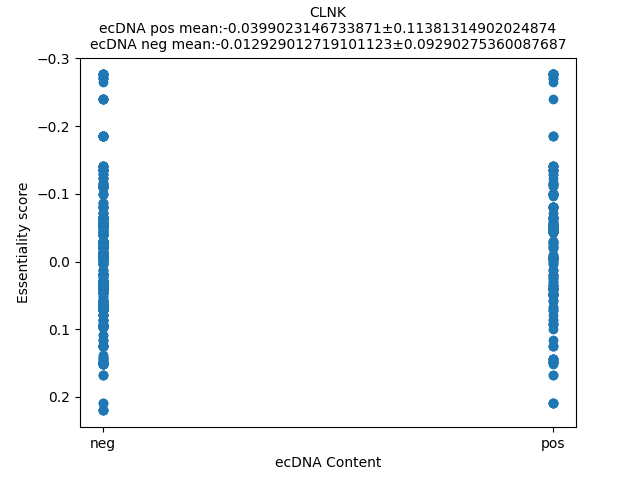 CLNK
ecDNA pos mean:-0.0399023146733871±0.11381314902024874
ecDNA neg mean:-0.012929012719101123±0.09290275360087687
−0.3
−0.2
−0.1
0.0
0.1
0.2
Essentiality score
neg
pos
ecDNA Content